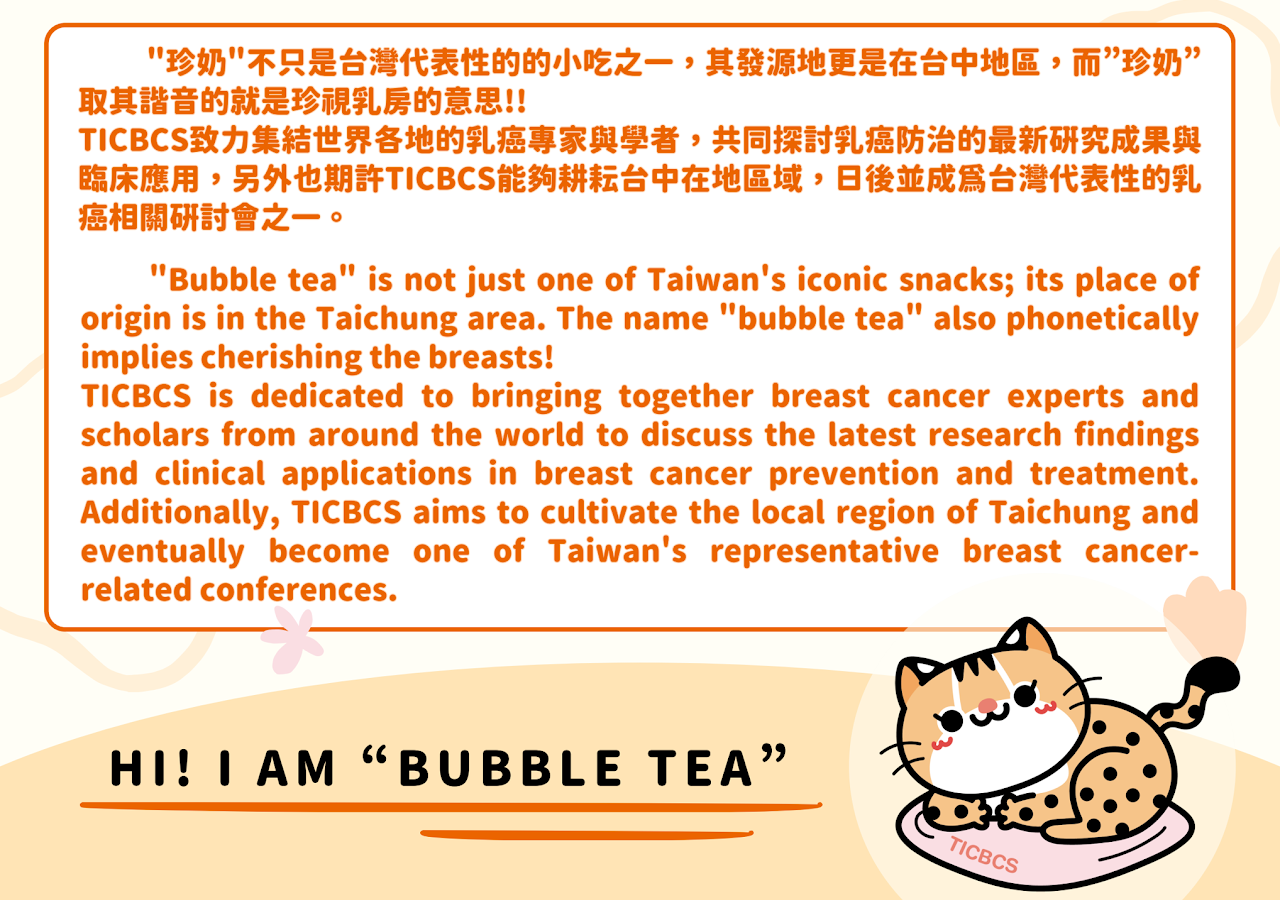 "珍奶"不只是台灣代表性的的小吃之一，其發源地更是在台中地區，而”珍奶”
取其諧音的就是珍視乳房的意思!!
TICBCS致力集結世界各地的乳癌專家與學者，共同探討乳癌防治的最新研究成果與
臨床應用，另外也期許TICBCS能夠耕耘台中在地區域，日後並成為台灣代表性的乳
癌相關研討會之一。
"Bubble tea" is not just one of Taiwan's iconic snacks; its place of
origin is in the Taichung area. The name "bubble tea" also phonetically
implies cherishing the breasts!
TICBCS is dedicated to bringing together breast cancer experts and
scholars from around the world to discuss the latest research findings
and clinical applications in breast cancer prevention and treatment.
Additionally, TICBCS aims to cultivate the local region of Taichung and
eventually become one of Taiwan's representative breast cancer-
related conferences.
HI! I AM “BUBBLE TEA”
TICBCS